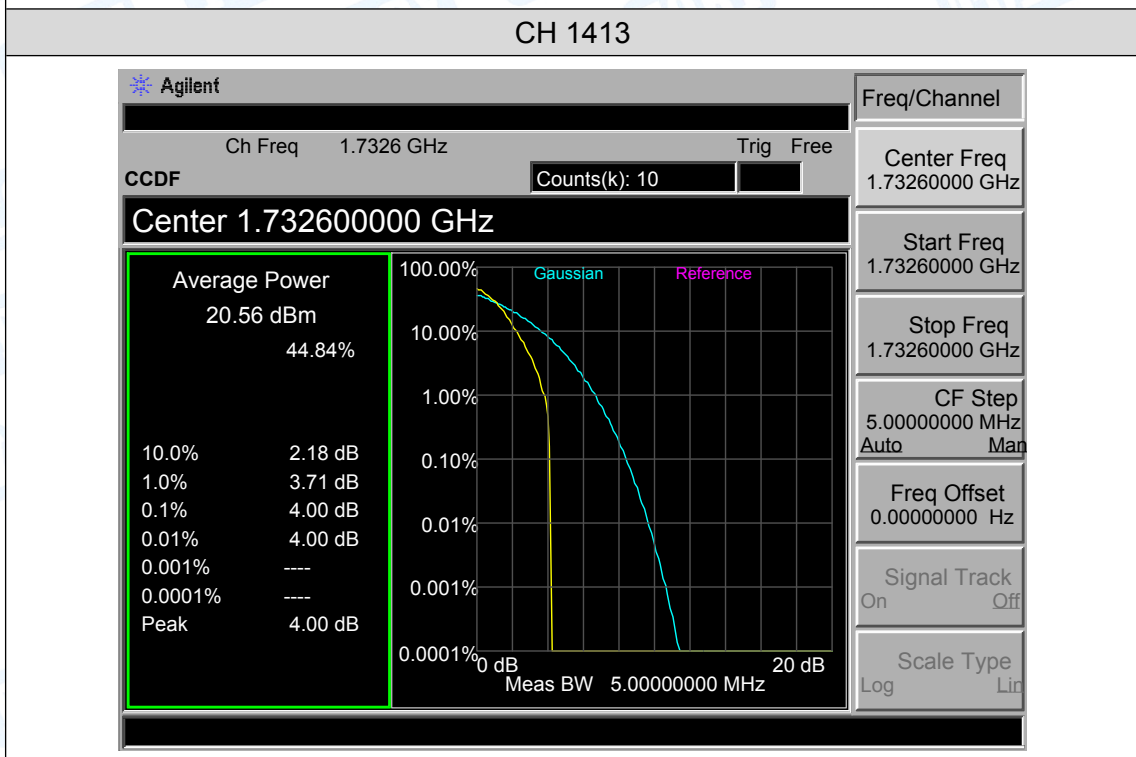 CH 1413
Agilent
Freq/Channel
Ch Freq 1.7326 GHz Trig Free
CCDF Counts(k): 10
Center 1.732600000 GHz
Average Power
20.56 dBm
44.84%
10.0% 2.18 dB
1.0% 3.71 dB
0.1% 4.00 dB
0.01% 4.00 dB
0.001% ----
0.0001% ----
Peak 4.00 dB
Gaussian Reference
100.00%
10.00%
1.00%
0.10%
0.01%
0.001%
0.0001%
0 dB 20 dB
Meas BW 5.00000000 MHz
Center Freq
1.73260000 GHz
Start Freq
1.73260000 GHz
Stop Freq
1.73260000 GHz
CF Step
5.00000000 MHz
Auto Man
Freq Offset
0.00000000 Hz
Signal Track
On Off
Scale Type
Log Lin